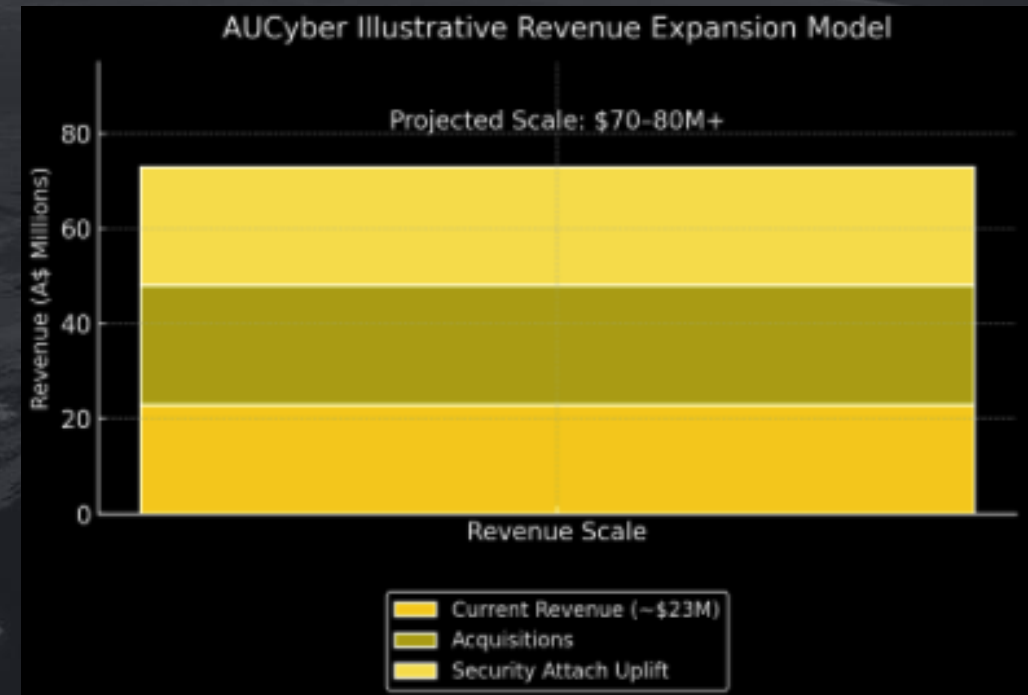 AUCyber Illustrative Revenue Expansion Model
Projected Scale: $70–80M+
Revenue (A$ Millions)
80
60
40
20
0
Revenue Scale
Current Revenue (~$23M)
Acquisitions
Security Attach Uplift